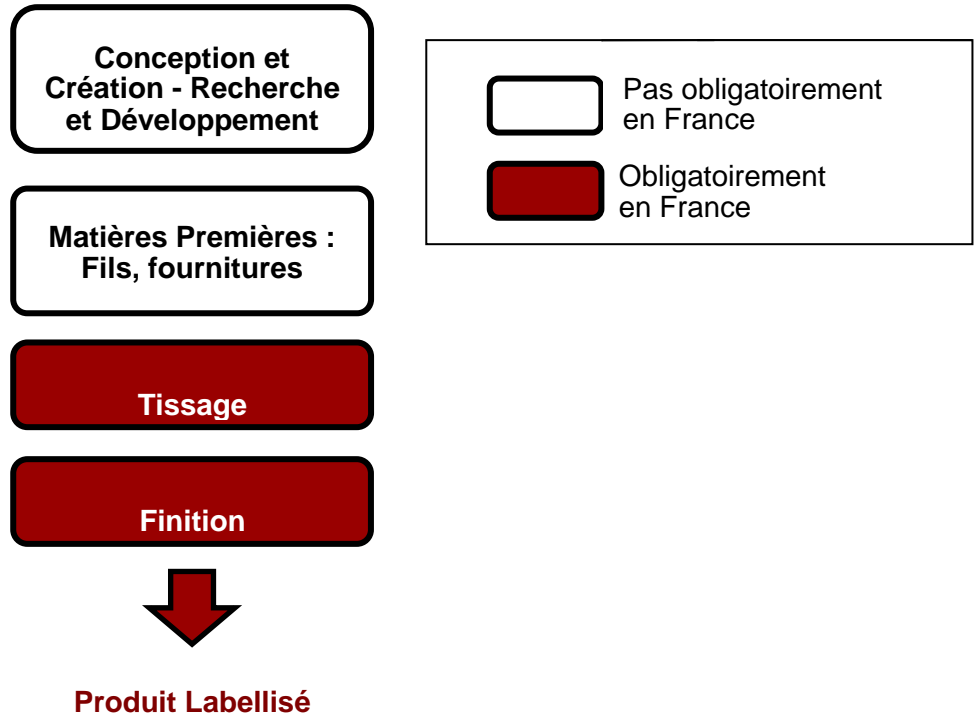 Conception et
Création - Recherche
et Développement
Pas obligatoirement
en France
Obligatoirement
en France
Matières Premières :
Fils, fournitures
Tissage
Finition
Produit Labellisé